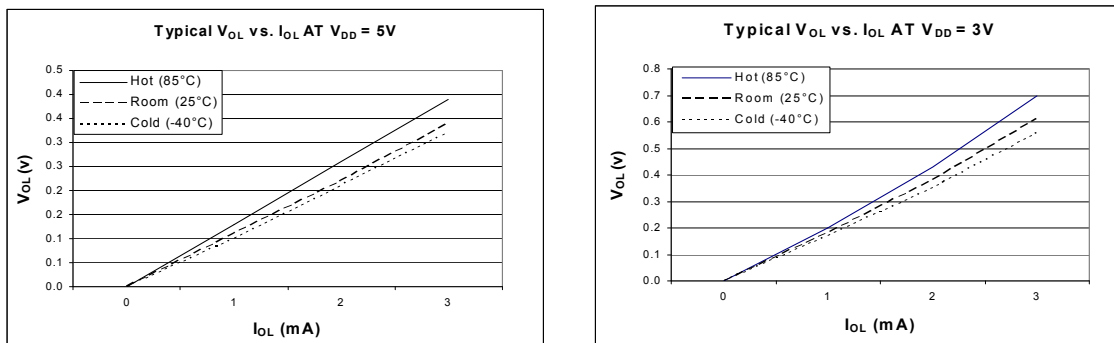 Typical VOL vs. IOL AT VDD = 5V
0.5
0.4
0.4
0.3
0.3
0.2
0.2
0.1
0.1
0.0
VOL (v)
Hot (85°C)
Room (25°C)
Cold (-40°C)
0 1 2 3
IOL (mA)
Typical VOL vs. IOL AT VDD = 3V
0.8
0.7
0.6
0.5
0.4
0.3
0.2
0.1
0.0
VOL (v)
Hot (85°C)
Room (25°C)
Cold (-40°C)
0 1 2 3
IOL (mA)